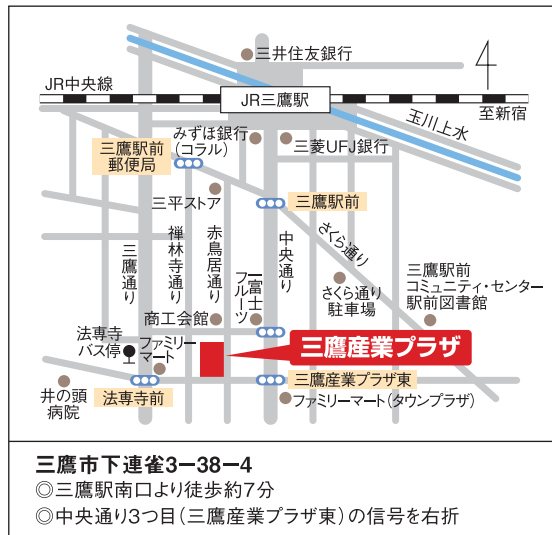 三井住友銀行
4
JR中央線
JR三鷹駅
至新宿
玉川上水
みずほ銀行
（コラル）
三菱UFJ銀行
三鷹駅前
郵便局
三平ストア
三鷹駅前
さくら通り
三鷹通り
禅林寺通り
赤鳥居通り
中央通り
一富士
フルーツ
さくら通り
駐車場
三鷹駅前
コミュニティ・センター
駅前図書館
商工会館
法専寺
バス停
ファミリー
マート
三鷹産業プラザ
井の頭
病院
法専寺前
三鷹産業プラザ東
ファミリーマート（タウンプラザ）
三鷹市下連雀3−38−4
◎三鷹駅南口より徒歩約7分
◎中央通り3つ目（三鷹産業プラザ東）の信号を右折